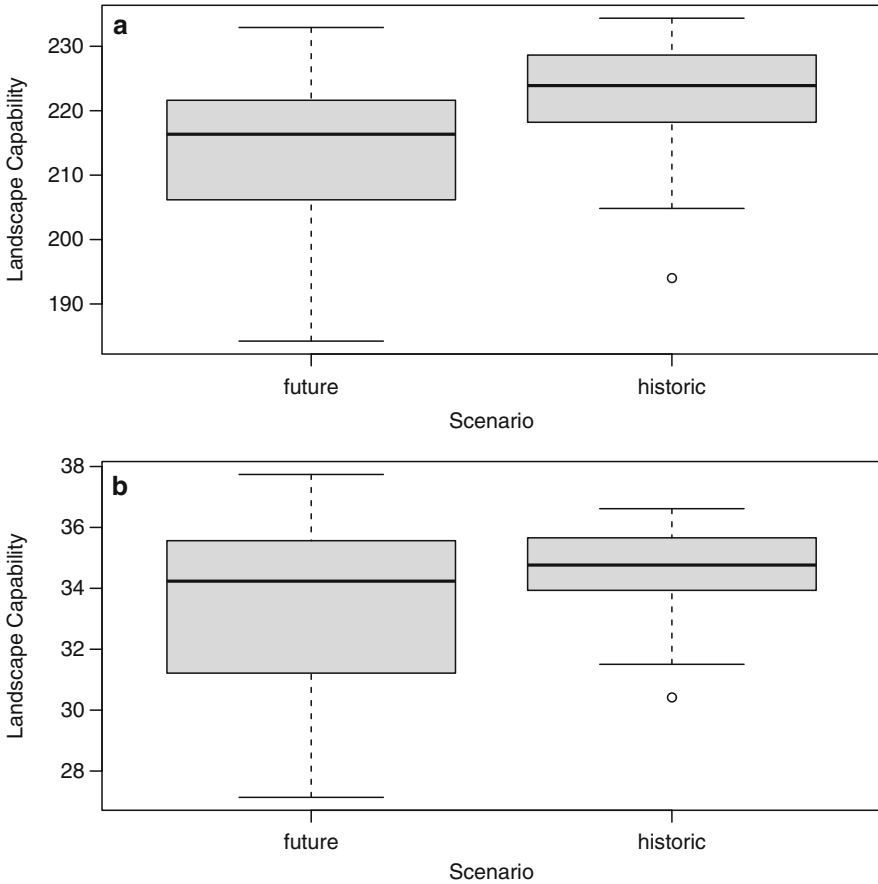 a
Landscape Capability
230
220
210
200
190
future historic
Scenario
b
Landscape Capability
38
36
34
32
30
28
future historic
Scenario